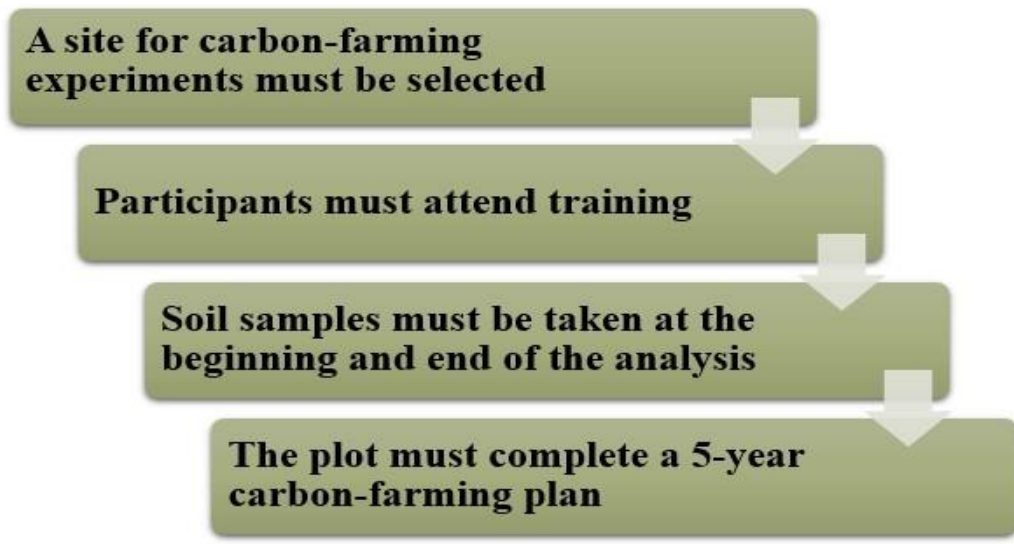 A site for carbon-farming
experiments must be selected
Participants must attend training
Soil samples must be taken at the
beginning and end of the analysis
The plot must complete a 5-year
carbon-farming plan